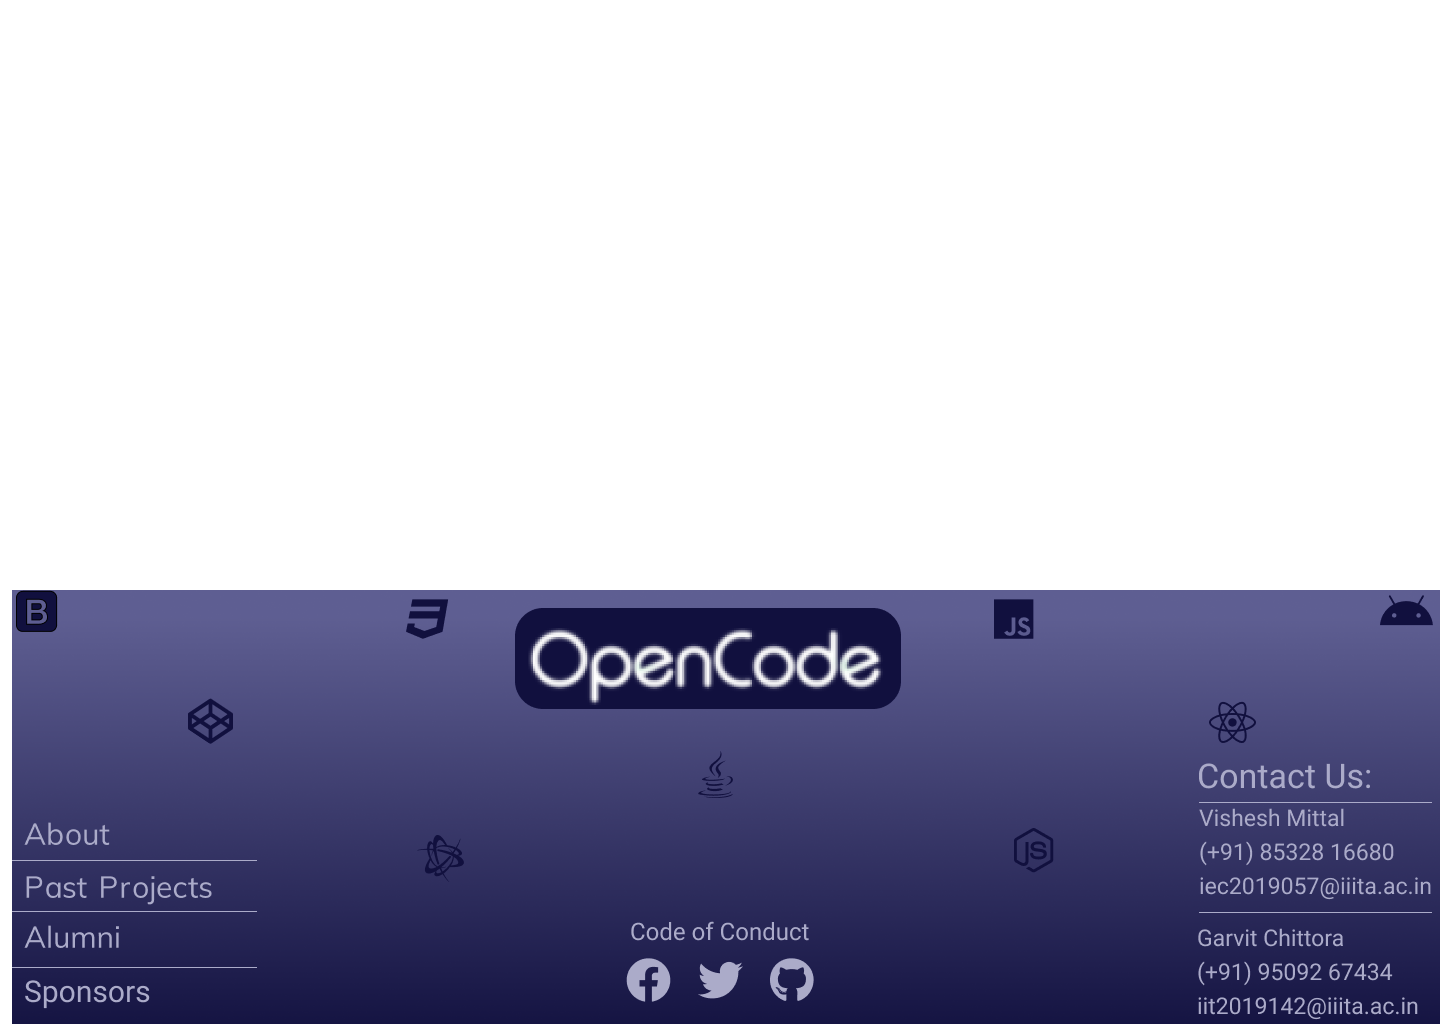 B
OpenCode
JS
About
Past Projects
Alumni
Sponsors
JS
Code of Conduct
Contact Us:
Vishesh Mittal
(+91) 85328 16680
iec2019057@iiita.ac.in
Garvit Chittora
(+91) 95092 67434
iit2019142@iiita.ac.in